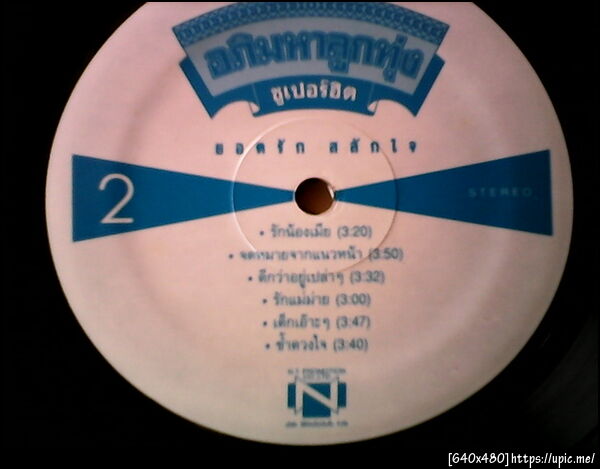 อภิมหาลูกทุ่ง
ซูเปอร์ฮิต
ยอดรัก สลักใจ
2
STEREO
• รักน้องเมีย (3:20)
• จดหมายจากแนวหน้า (3:50)
• ดีกว่าอยู่เปล่าๆ (3:32)
• รักแม่ม่าย (3:00)
• เด็กเอ๊าะๆ (3:47)
• ช้ำดวงใจ (3:40)
N.T. PROMOTION
N
[640x480]https://upic.me/